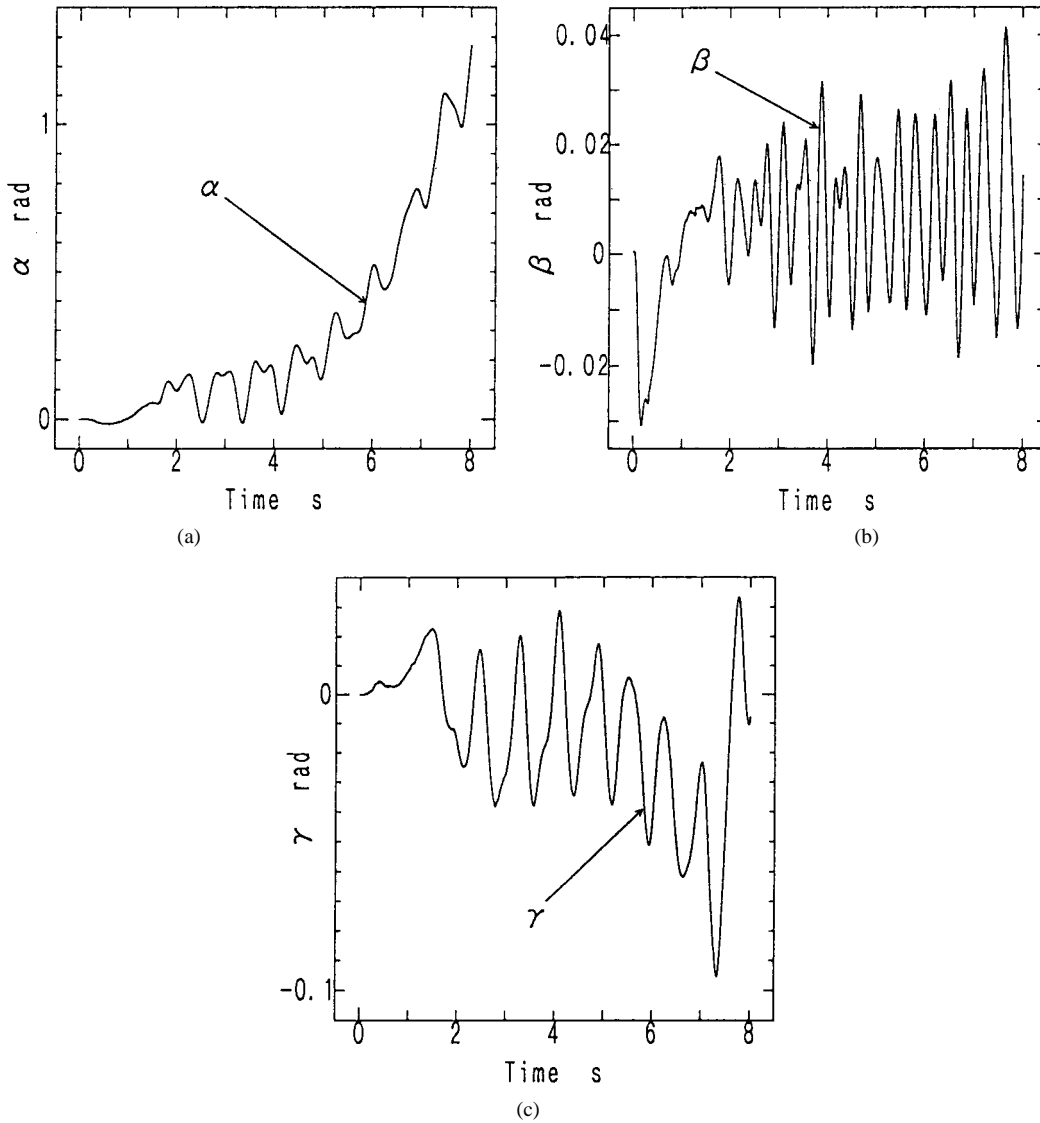 1
α
α rad
0
0 2 4 6 8
Time s
(a)
0.04
β
0.02
β rad
0
-0.02
0 2 4 6 8
Time s
(b)
0
γ rad
γ
-0.1
0 2 4 6 8
Time s
(c)